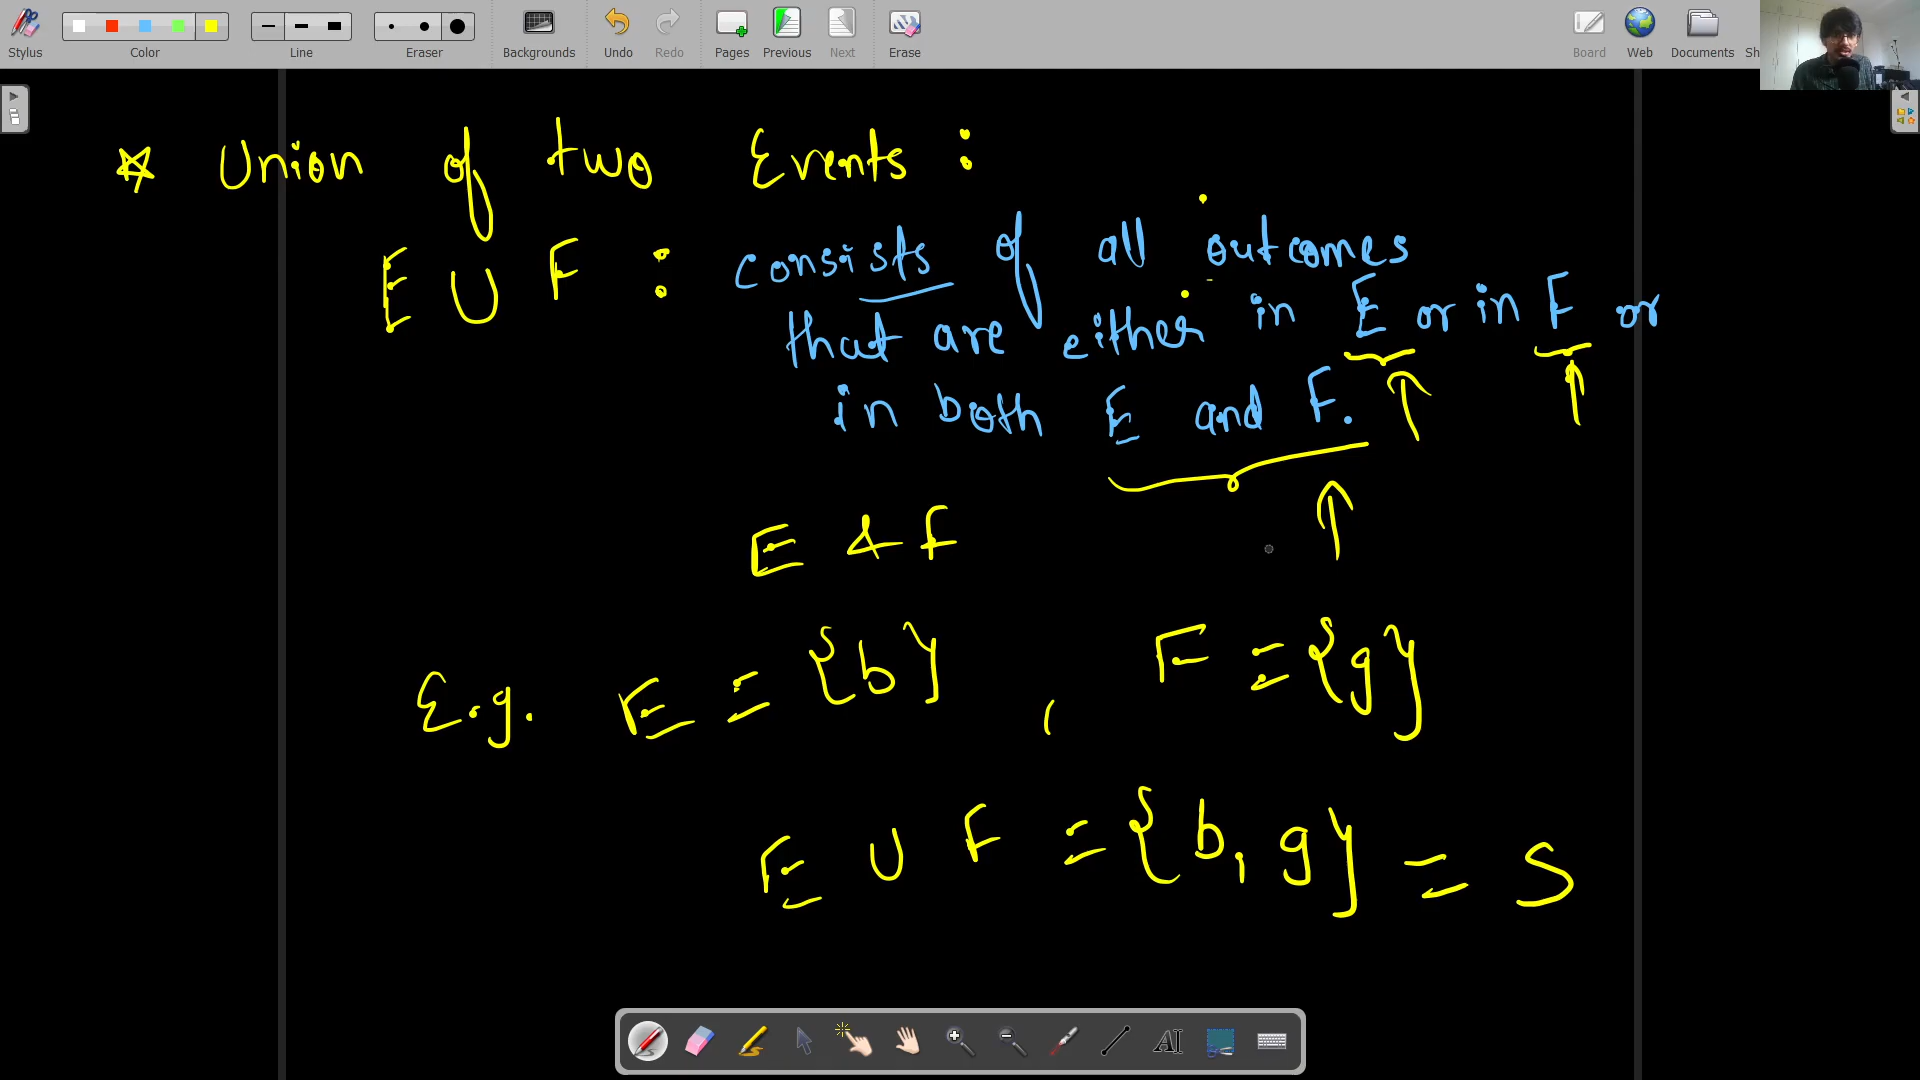 Stylus Color Line Eraser Backgrounds Undo Redo Pages Previous Next Erase Board Web Documents Sh
☆ Union of two Events :
E ∪ F : consists of all outcomes
that are either in E or in F or
in both E and F.
E & F
E.g. E = {b} , F = {g}
E ∪ F = {b, g} = S